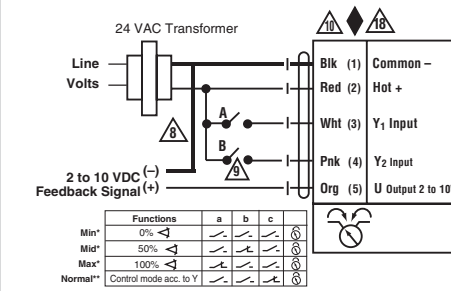 24 VAC Transformer
10 18
Line
Volts
Blk (1) Common –
Red (2) Hot +
A
Wht (3) Y1 Input
8
B
9
Pnk (4) Y2 Input
2 to 10 VDC (–)
Feedback Signal (+)
Org (5) U Output 2 to 10
Functions a b c
Min* 0%
Mid* 50%
Max* 100%
Normal** Control mode acc. to Y